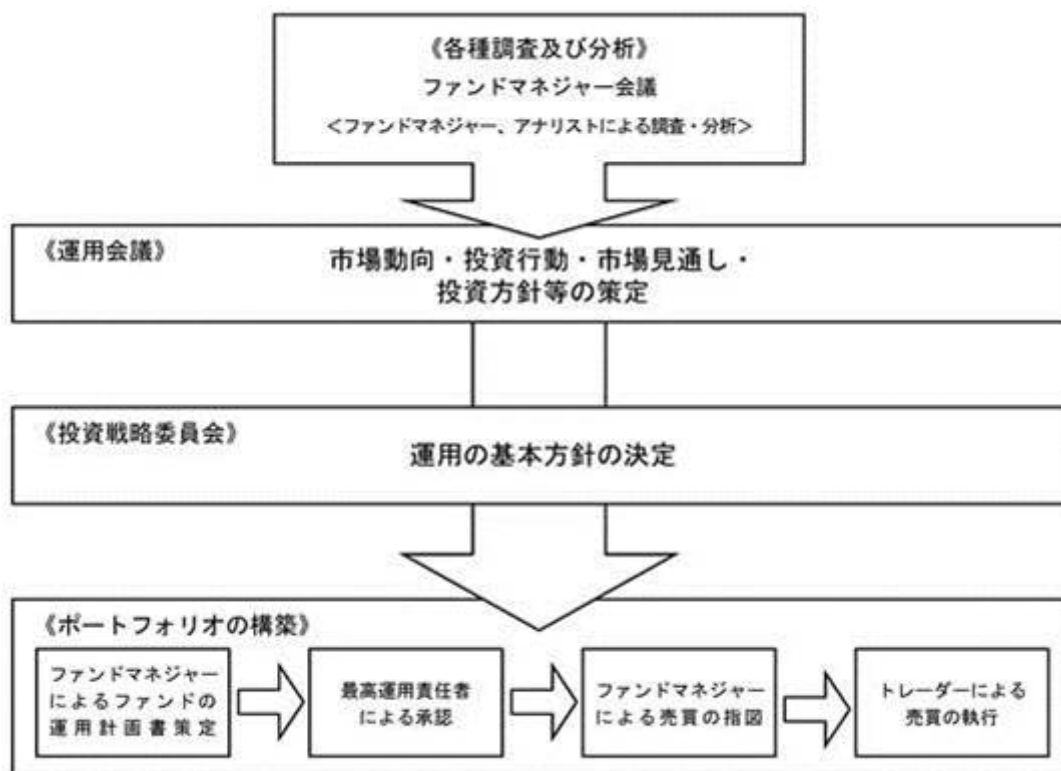 《各種調査及び分析》
ファンドマネジャー会議
＜ファンドマネジャー、アナリストによる調査・分析＞
《運用会議》
市場動向・投資行動・市場見通し・
投資方針等の策定
《投資戦略委員会》
運用の基本方針の決定
《ポートフォリオの構築》
ファンドマネジャー
によるファンドの
運用計画書策定
最高運用責任者
による承認
ファンドマネジャー
による売買の指図
トレーダーによる
売買の執行